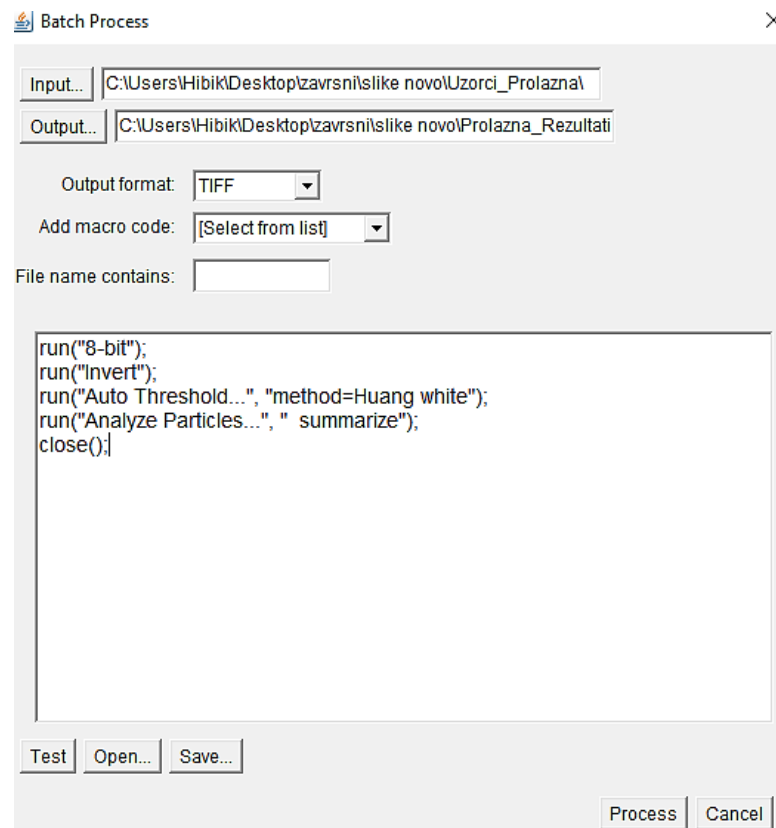 Batch Process
Input... C:\Users\Hibik\Desktop\zavrsni\slike novo\Uzorci_Prolazna\
Output... C:\Users\Hibik\Desktop\zavrsni\slike novo\Prolazna_Rezultati
Output format: TIFF
Add macro code: [Select from list]
File name contains:
run("8-bit");
run("Invert");
run("Auto Threshold...", "method=Huang white");
run("Analyze Particles...", "  summarize");
close();
Test Open... Save...
Process Cancel